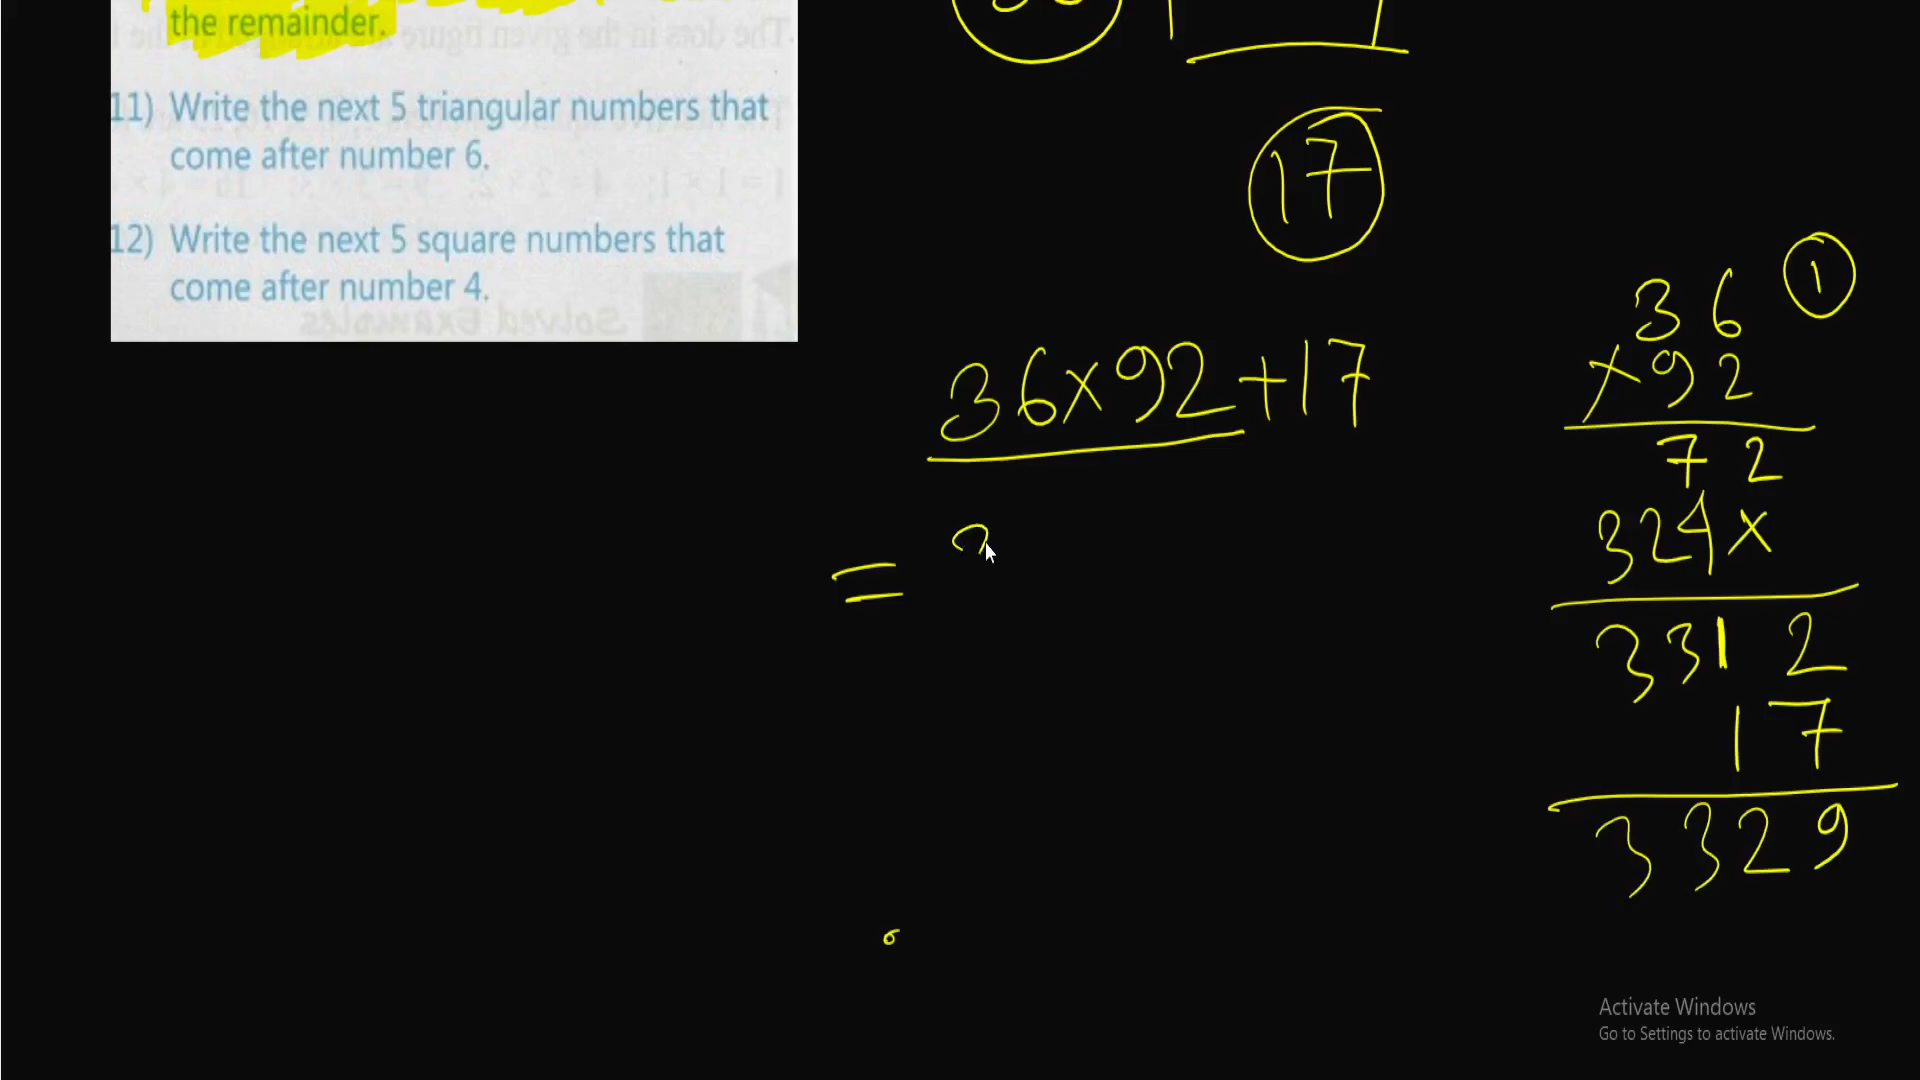 the remainder.
11) Write the next 5 triangular numbers that
come after number 6.
12) Write the next 5 square numbers that
come after number 4.
17
36×92+17
=
36 1
×92
72
324×
3312
17
3329
Activate Windows
Go to Settings to activate Windows.